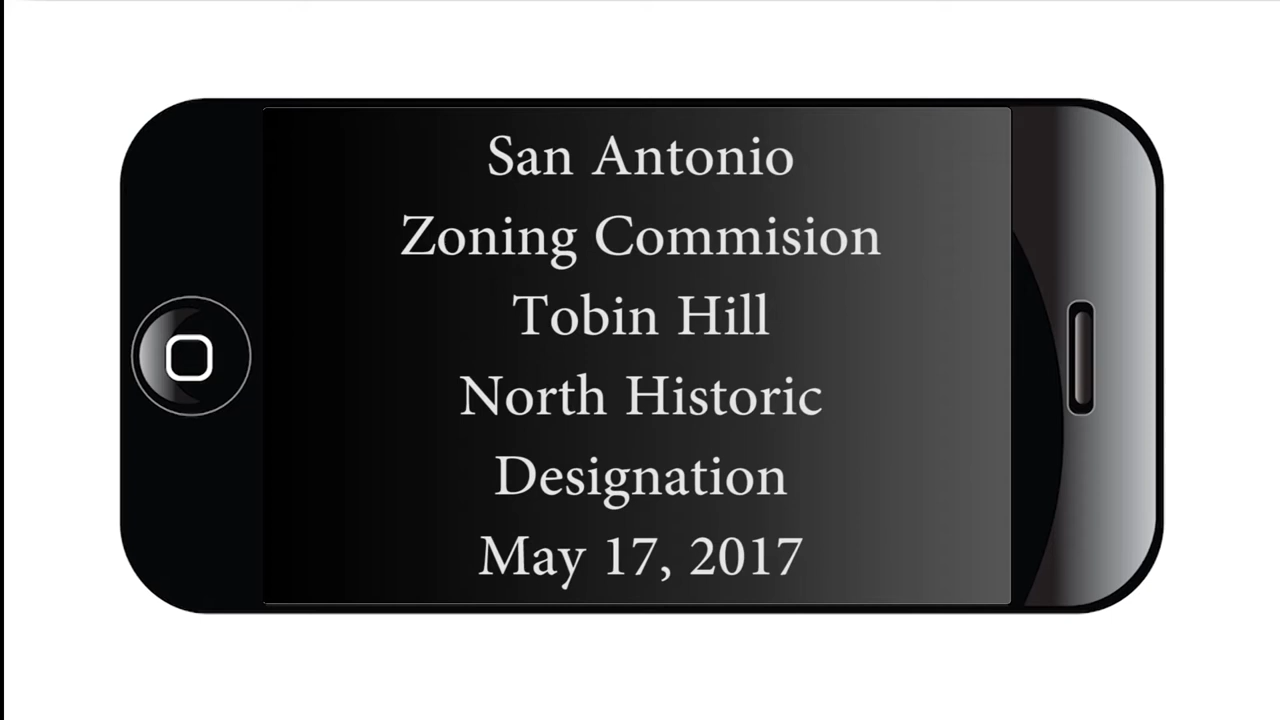 San Antonio
Zoning Commision
Tobin Hill
North Historic
Designation
May 17, 2017